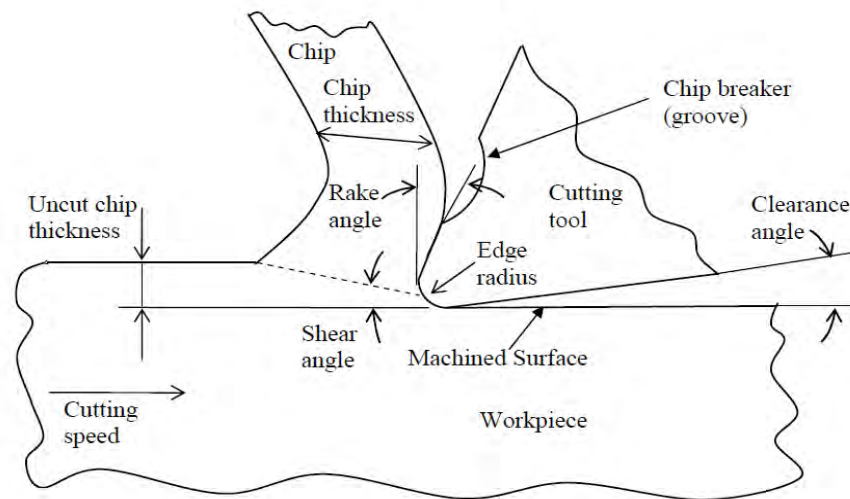 Chip
Chip
thickness
Chip breaker
(groove)
Rake
angle
Cutting
tool
Uncut chip
thickness
Clearance
angle
Edge
radius
Shear
angle
Machined Surface
Cutting
speed
Workpiece